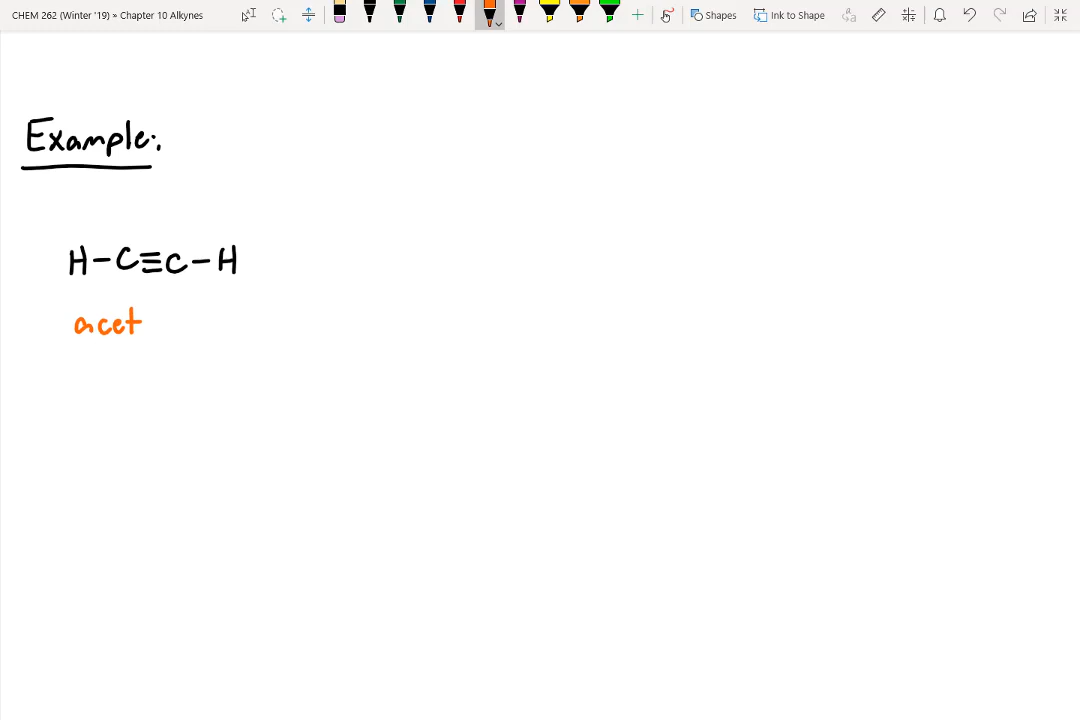 CHEM 262 (Winter '19) » Chapter 10 Alkynes
Shapes
Ink to Shape
Example:
H-C≡C-H
acet